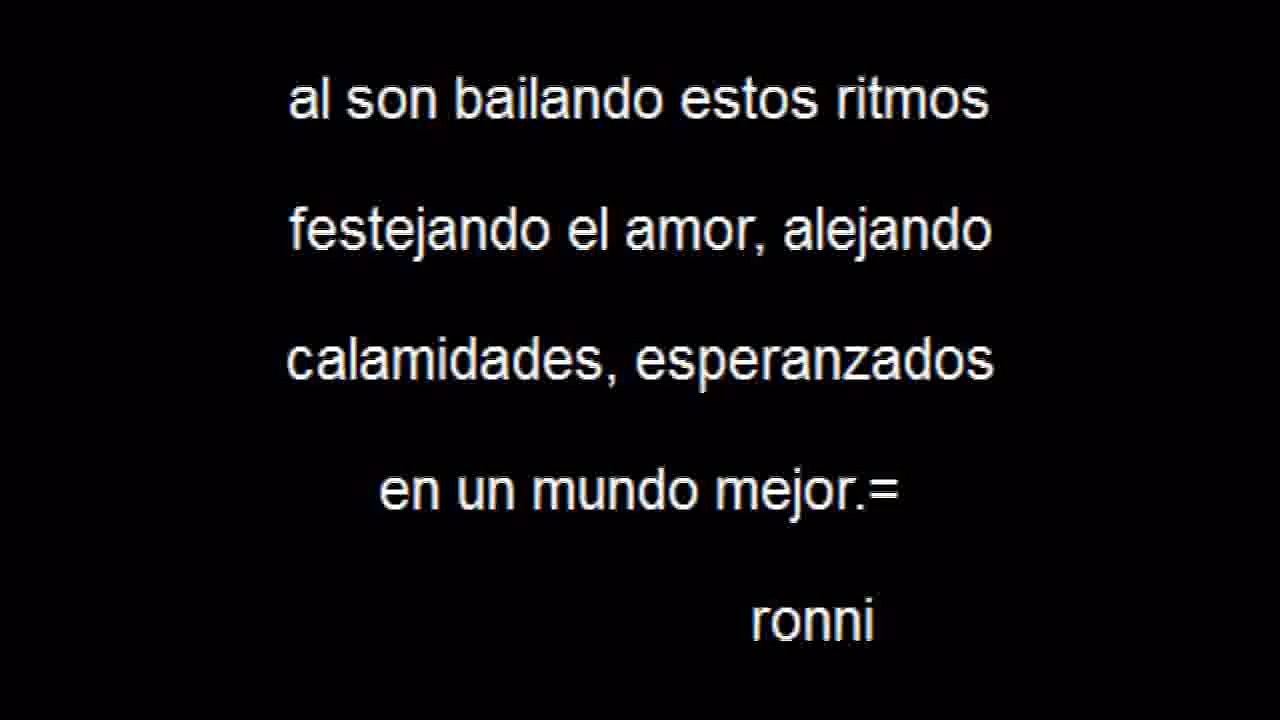 al son bailando estos ritmos
festejando el amor, alejando
calamidades, esperanzados
en un mundo mejor.=
ronni